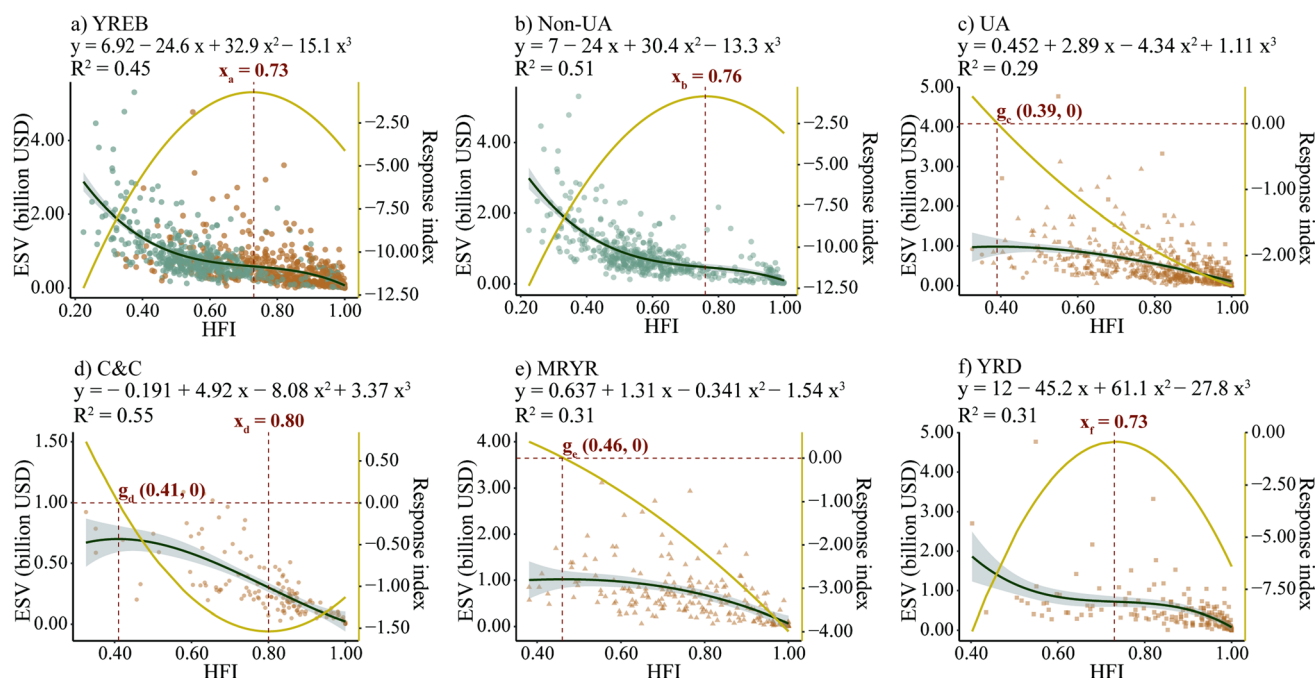 a) YREB
y = 6.92 − 24.6 x + 32.9 x² − 15.1 x³
R² = 0.45
xₐ = 0.73
4.00
2.00
0.00
ESV (billion USD)
−2.50
−5.00
−7.50
−10.00
−12.50
Response index
0.20 0.40 0.60 0.80 1.00
HFI
b) Non-UA
y = 7 − 24 x + 30.4 x² − 13.3 x³
R² = 0.51
x_b = 0.76
4.00
2.00
0.00
ESV (billion USD)
−2.50
−5.00
−7.50
−10.00
−12.50
Response index
0.20 0.40 0.60 0.80 1.00
HFI
c) UA
y = 0.452 + 2.89 x − 4.34 x² + 1.11 x³
R² = 0.29
g_c (0.39, 0)
5.00
4.00
3.00
2.00
1.00
0.00
ESV (billion USD)
0.00
−1.00
−2.00
Response index
0.40 0.60 0.80 1.00
HFI
d) C&C
y = − 0.191 + 4.92 x − 8.08 x² + 3.37 x³
R² = 0.55
x_d = 0.80
g_d (0.41, 0)
1.50
1.00
0.50
0.00
ESV (billion USD)
0.50
0.00
−0.50
−1.00
−1.50
Response index
0.40 0.60 0.80 1.00
HFI
e) MRYR
y = 0.637 + 1.31 x − 0.341 x² − 1.54 x³
R² = 0.31
g_e (0.46, 0)
4.00
3.00
2.00
1.00
0.00
ESV (billion USD)
0.00
−1.00
−2.00
−3.00
−4.00
Response index
0.40 0.50 0.60 0.70 0.80 0.90 1.00
HFI
f) YRD
y = 12 − 45.2 x + 61.1 x² − 27.8 x³
R² = 0.31
x_f = 0.73
5.00
4.00
3.00
2.00
1.00
0.00
ESV (billion USD)
0.00
−2.50
−5.00
−7.50
Response index
0.40 0.60 0.80 1.00
HFI